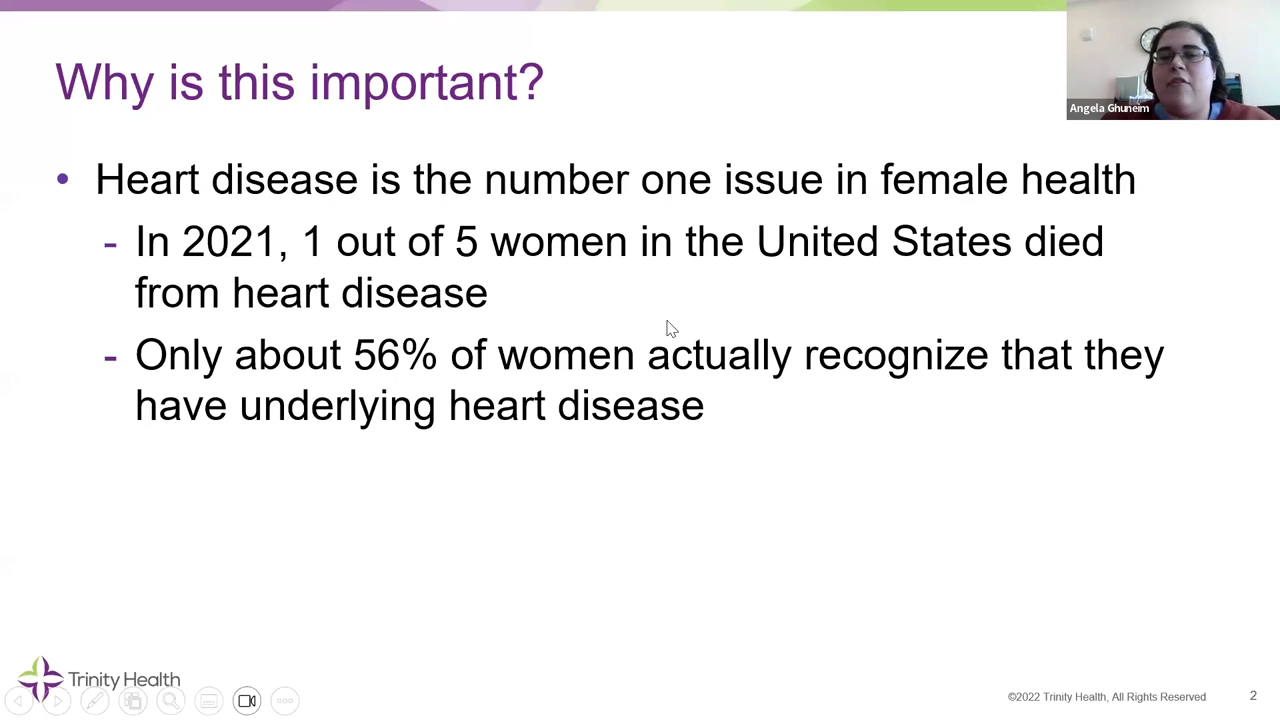 Why is this important?
Angela Ghuneim
• Heart disease is the number one issue in female health
- In 2021, 1 out of 5 women in the United States died
from heart disease
- Only about 56% of women actually recognize that they
have underlying heart disease
Trinity Health
©2022 Trinity Health, All Rights Reserved
2